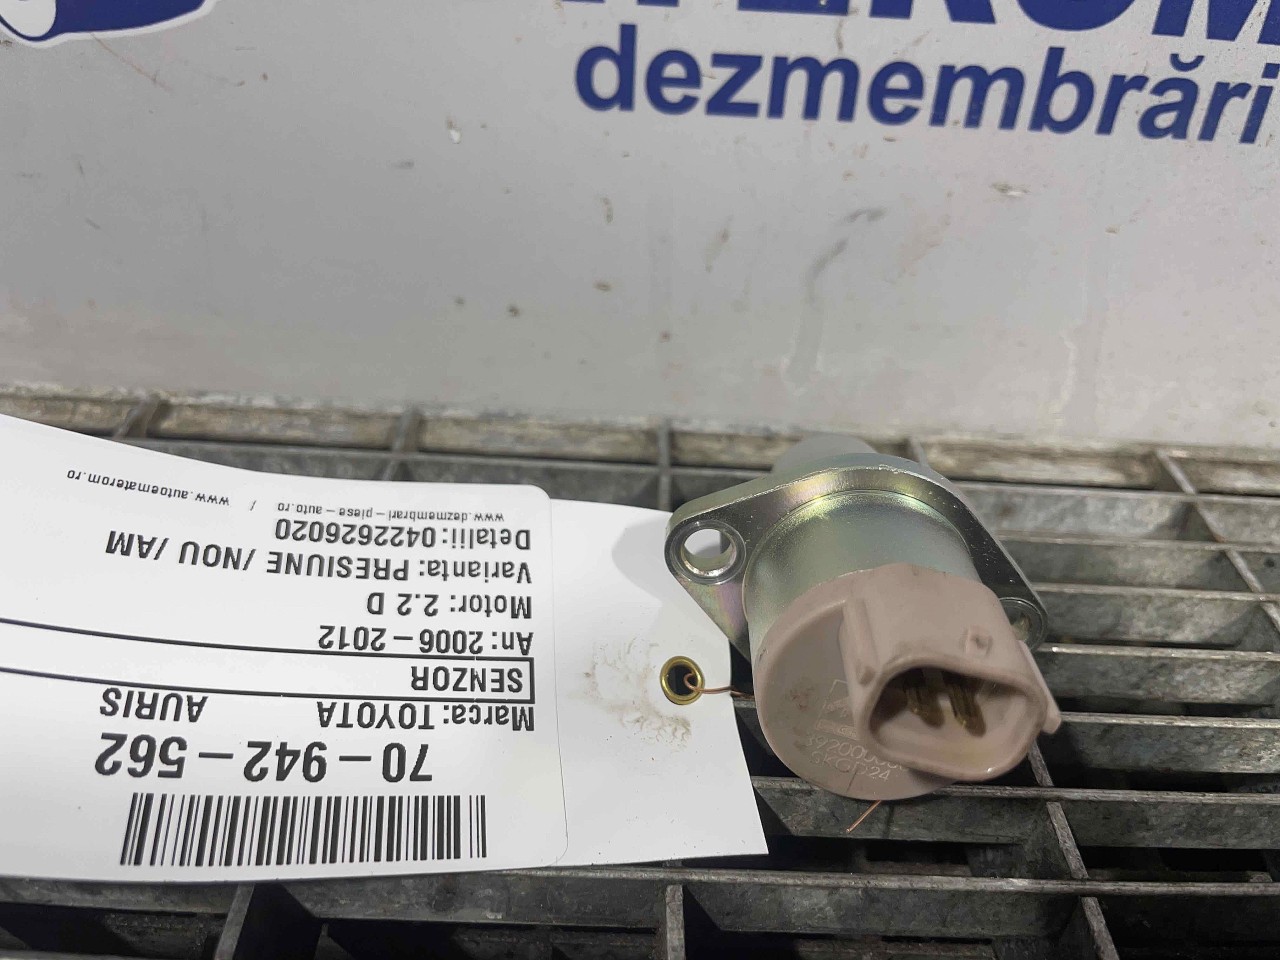 dezmembrări
70-942-562
Marca: TOYOTA AURIS
SENZOR
An: 2006-2012
Motor: 2.2 D
Varianta: PRESIUNE /NOU /AM
Detalii: 0422626020
www.dezmembrari-piese-auto.ro / www.autoematerom.ro